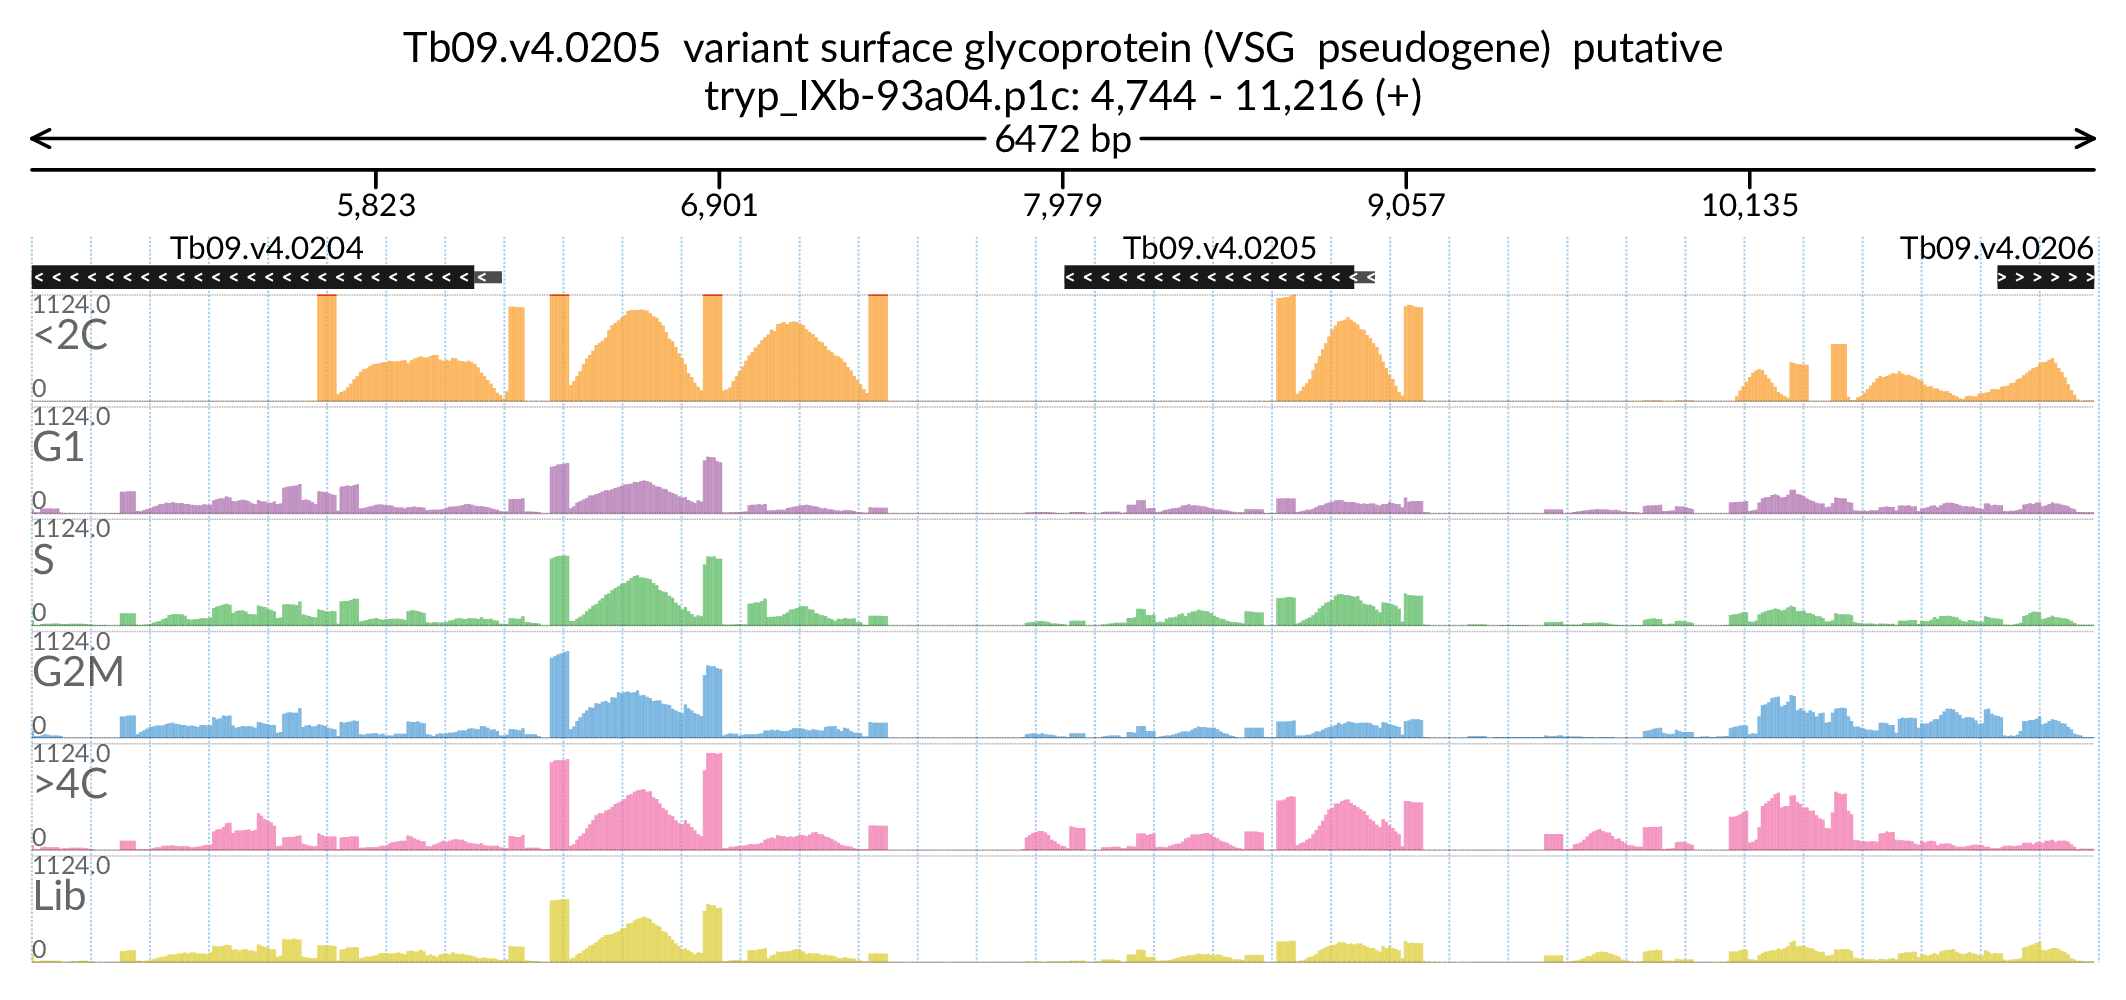 Tb09.v4.0205 variant surface glycoprotein (VSG pseudogene) putative
tryp_IXb-93a04.p1c: 4,744 - 11,216 (+)
6472 bp
5,823 6,901 7,979 9,057 10,135
Tb09.v4.0204 Tb09.v4.0205 Tb09.v4.0206
1124.0
<2C
0
1124.0
G1
0
1124.0
S
0
1124.0
G2M
0
1124.0
>4C
0
1124.0
Lib
0